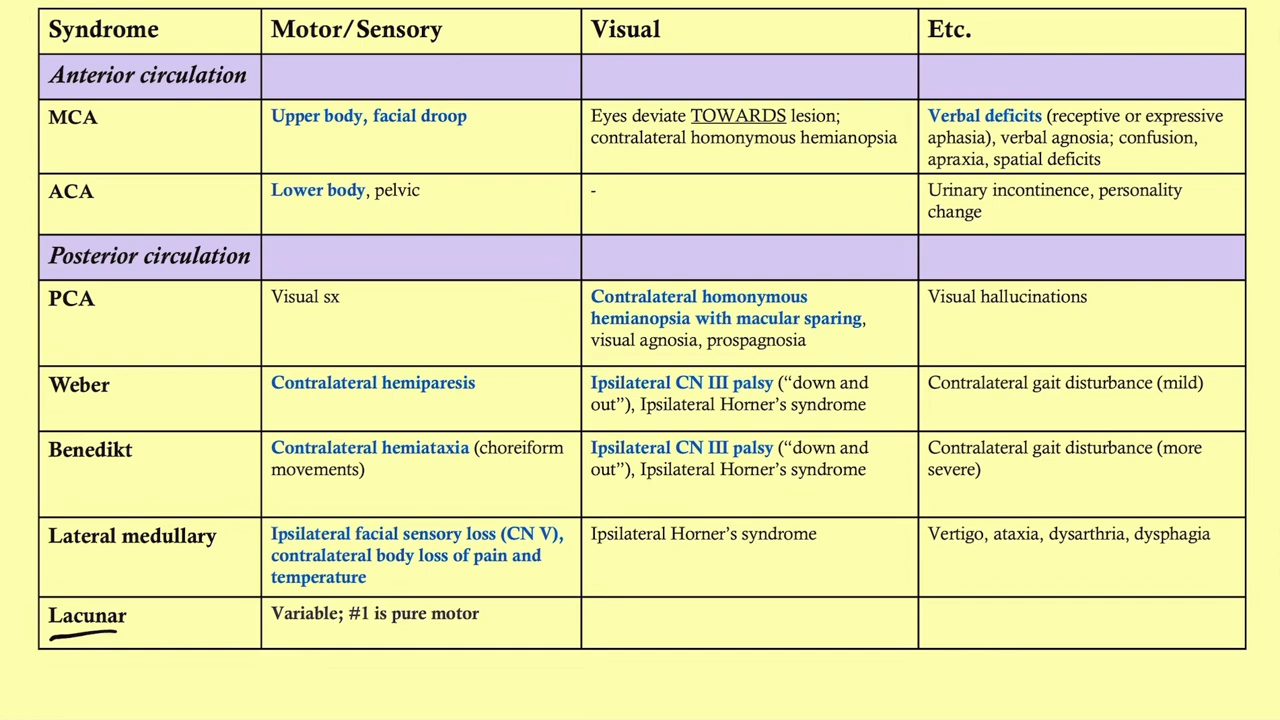 Syndrome
Motor/Sensory
Visual
Etc.
Anterior circulation
MCA
Upper body, facial droop
Eyes deviate TOWARDS lesion;
contralateral homonymous hemianopsia
Verbal deficits (receptive or expressive
aphasia), verbal agnosia; confusion,
apraxia, spatial deficits
ACA
Lower body, pelvic
-
Urinary incontinence, personality
change
Posterior circulation
PCA
Visual sx
Contralateral homonymous
hemianopsia with macular sparing,
visual agnosia, prospagnosia
Visual hallucinations
Weber
Contralateral hemiparesis
Ipsilateral CN III palsy (“down and
out”), Ipsilateral Horner’s syndrome
Contralateral gait disturbance (mild)
Benedikt
Contralateral hemiataxia (choreiform
movements)
Ipsilateral CN III palsy (“down and
out”), Ipsilateral Horner’s syndrome
Contralateral gait disturbance (more
severe)
Lateral medullary
Ipsilateral facial sensory loss (CN V),
contralateral body loss of pain and
temperature
Ipsilateral Horner’s syndrome
Vertigo, ataxia, dysarthria, dysphagia
Lacunar
Variable; #1 is pure motor